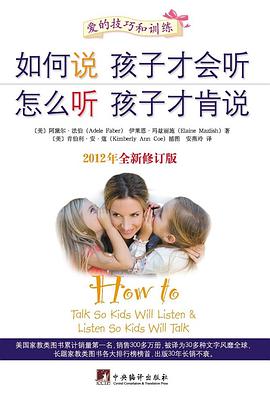 爱的技巧和训练
如何说 孩子才会听
怎么听 孩子才肯说
（美）阿黛尔·法伯（Adele Faber） 伊莱恩·玛兹丽施（Elaine Mazlish）著
（美）肯伯利·安·蔻（Kimberly Ann Coe）插图 安燕玲 译
2012年全新修订版
How to
Talk So Kids Will Listen &
Listen So Kids Will Talk
美国家教类图书累计销量第一名，销售300多万册，被译为30多种文字风靡全球、
长踞家教类图书各大排行榜榜首、出版30年长销不衰。
中央编译出版社
Central Compilation & Translation Press